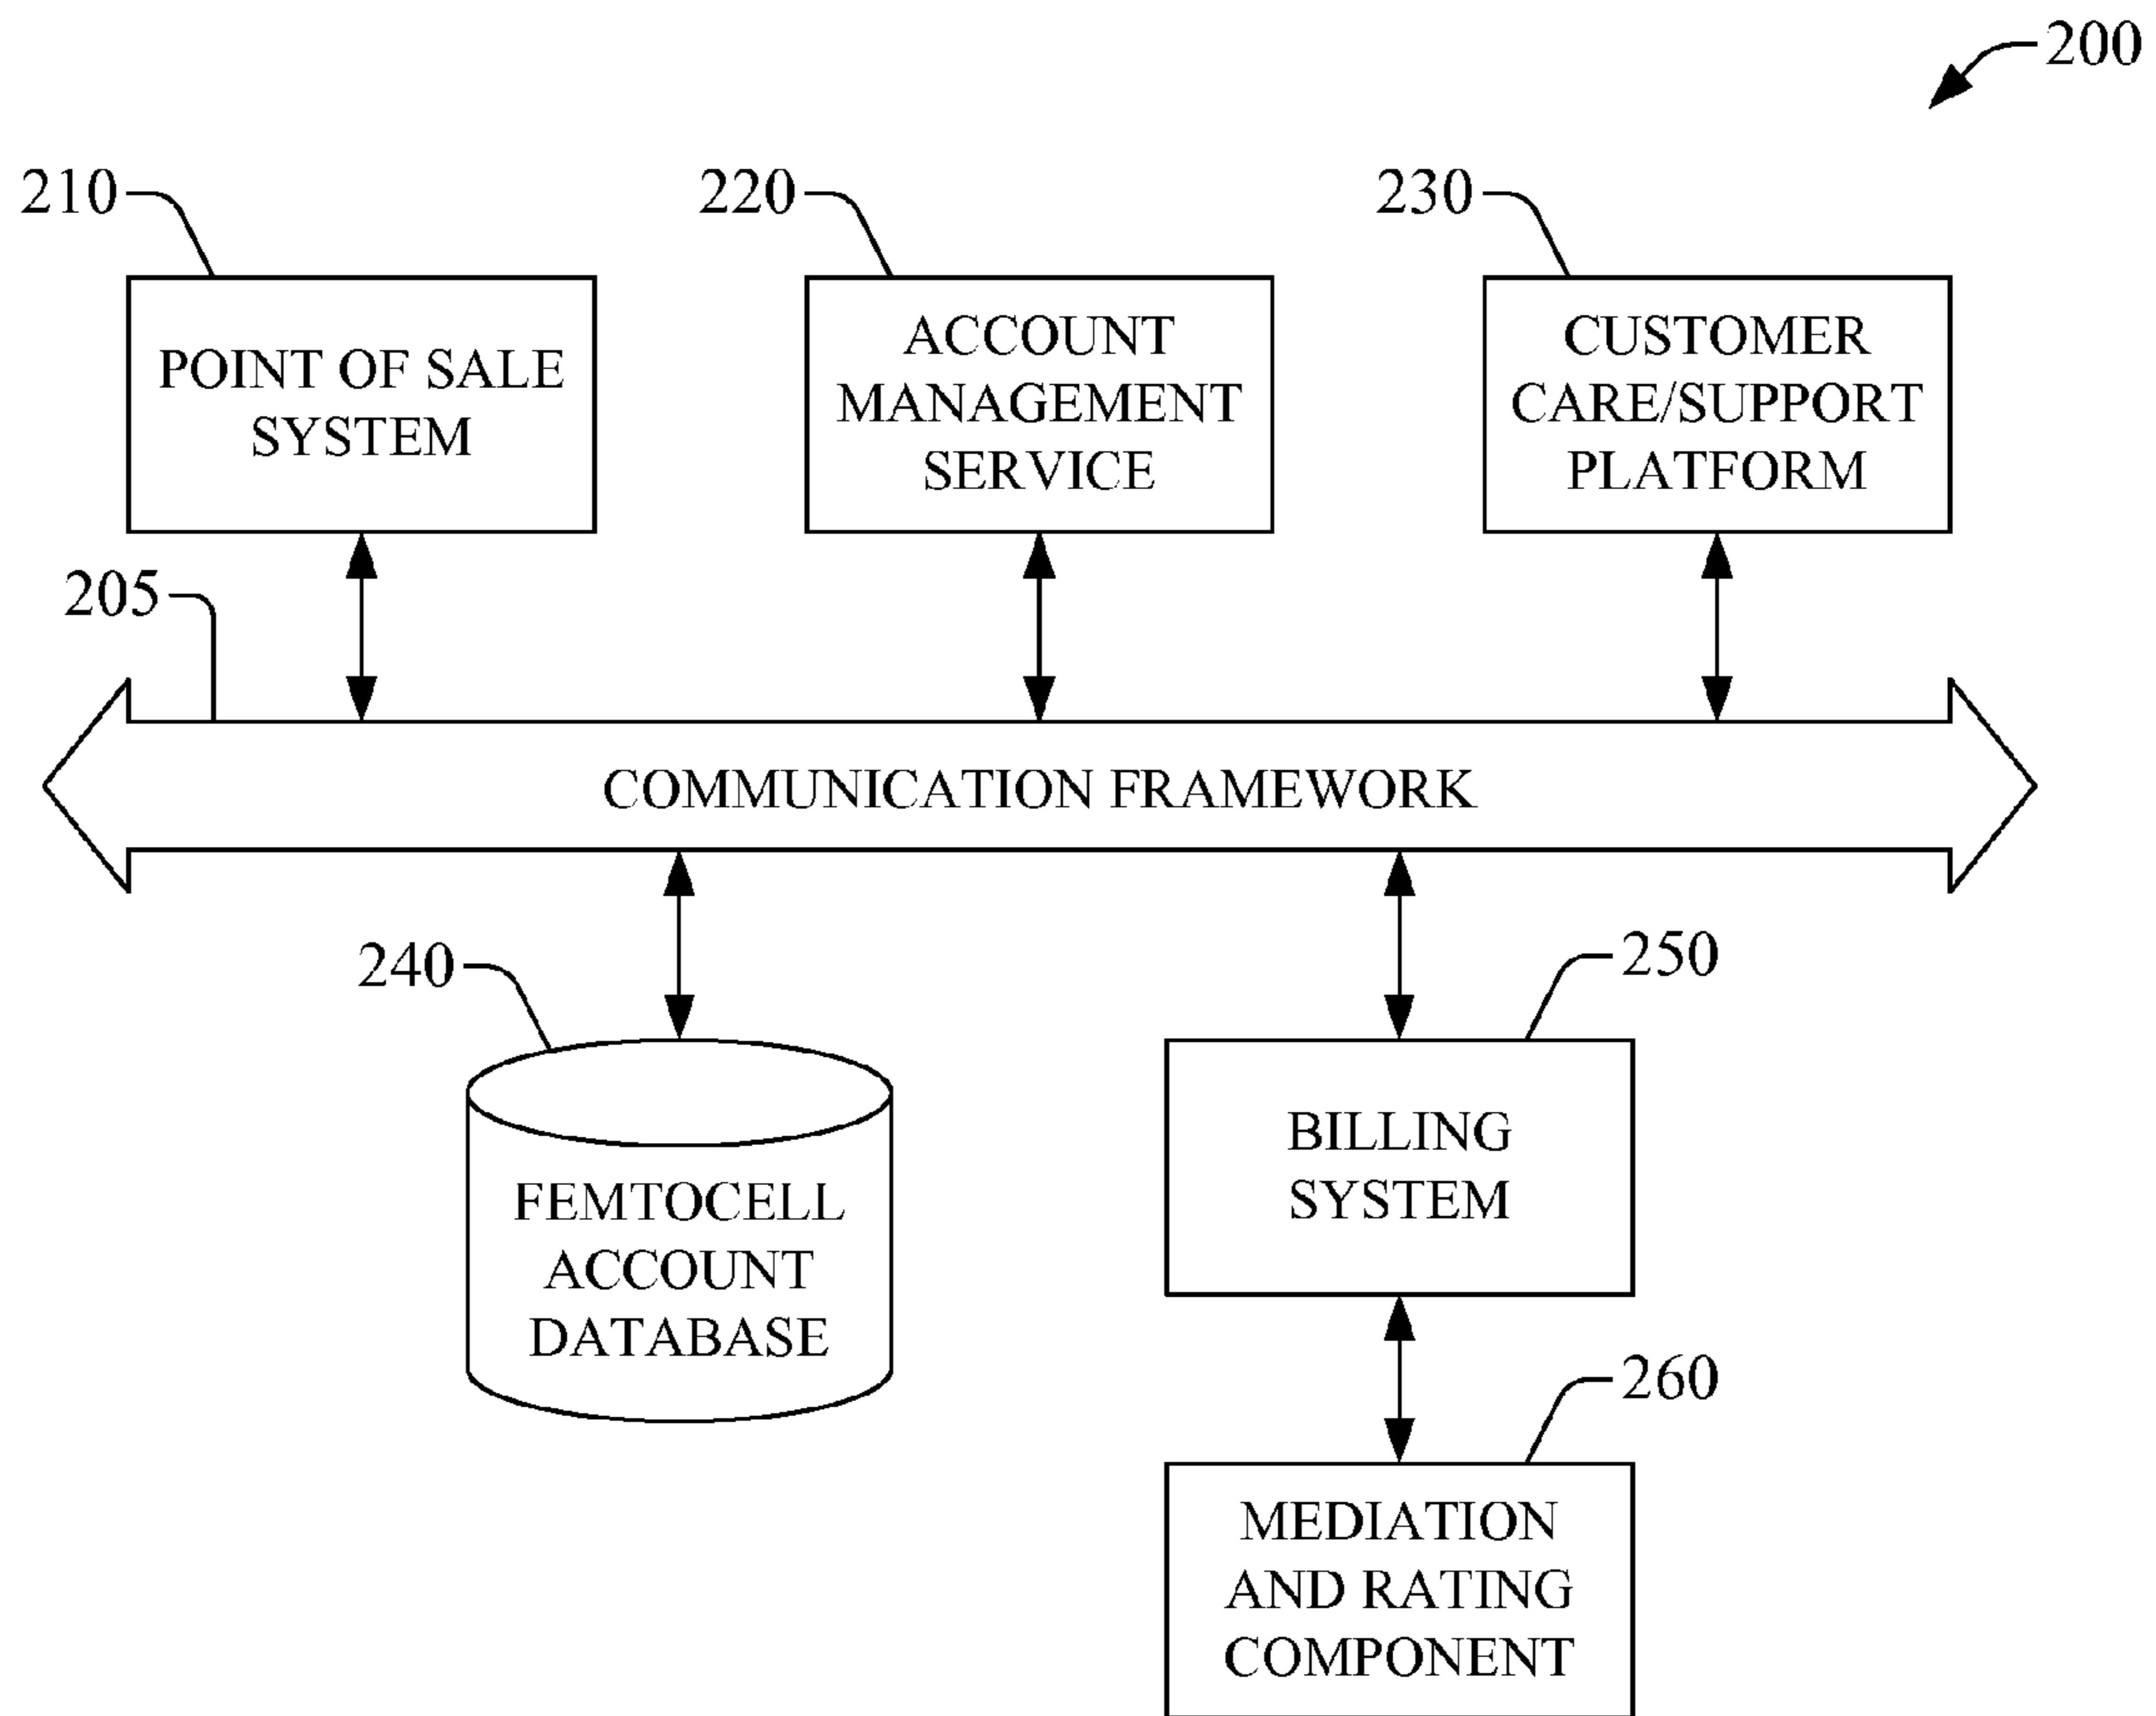 200
210
220
230
POINT OF SALE
SYSTEM
ACCOUNT
MANAGEMENT
SERVICE
CUSTOMER
CARE/SUPPORT
PLATFORM
205
COMMUNICATION FRAMEWORK
240
250
FEMTOCELL
ACCOUNT
DATABASE
BILLING
SYSTEM
260
MEDIATION
AND RATING
COMPONENT